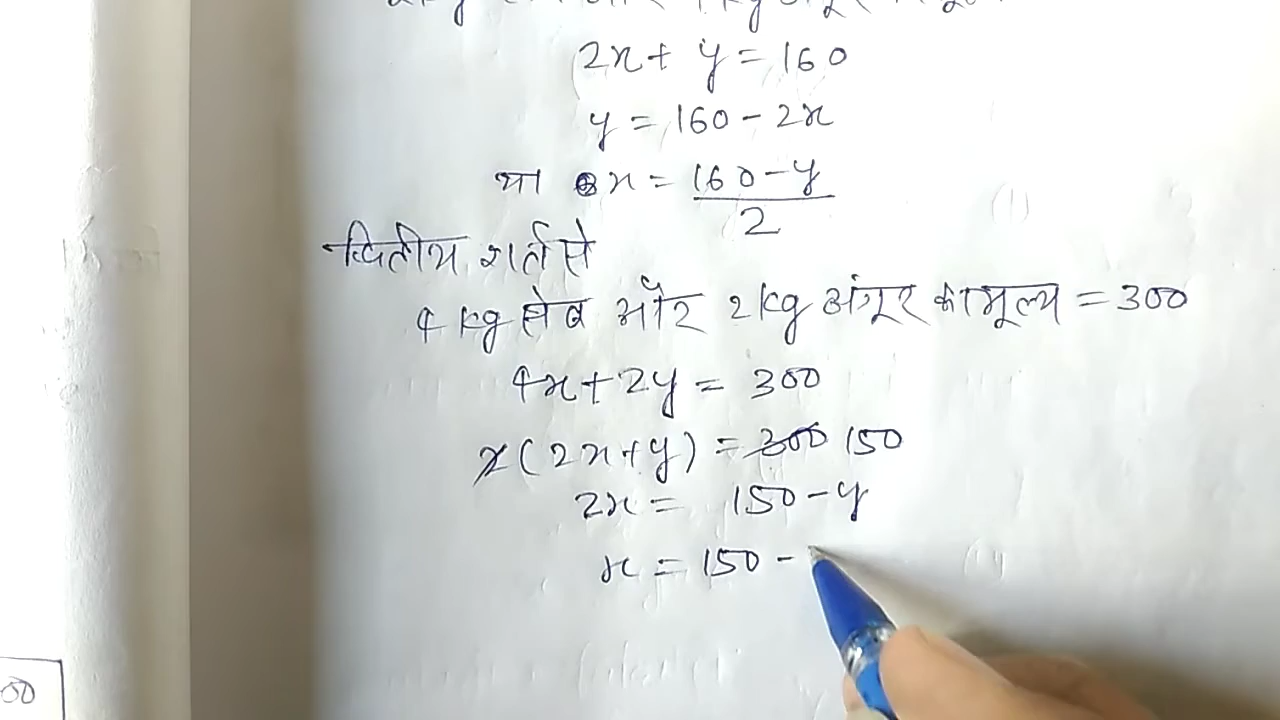 2x + y = 160
y = 160 - 2x
या x = (160 - y)/2
द्वितीय शर्त से
4 kg सेब और 2 kg अंगूर का मूल्य = 300
4x + 2y = 300
2(2x + y) = 300 150
2x = 150 - y
x = 150 -